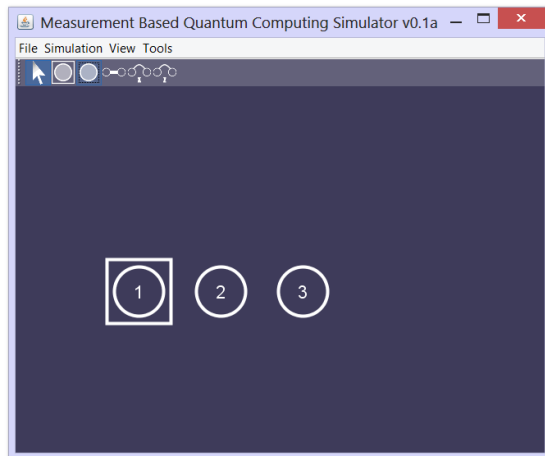 Measurement Based Quantum Computing Simulator v0.1a
File Simulation View Tools
1 2 3